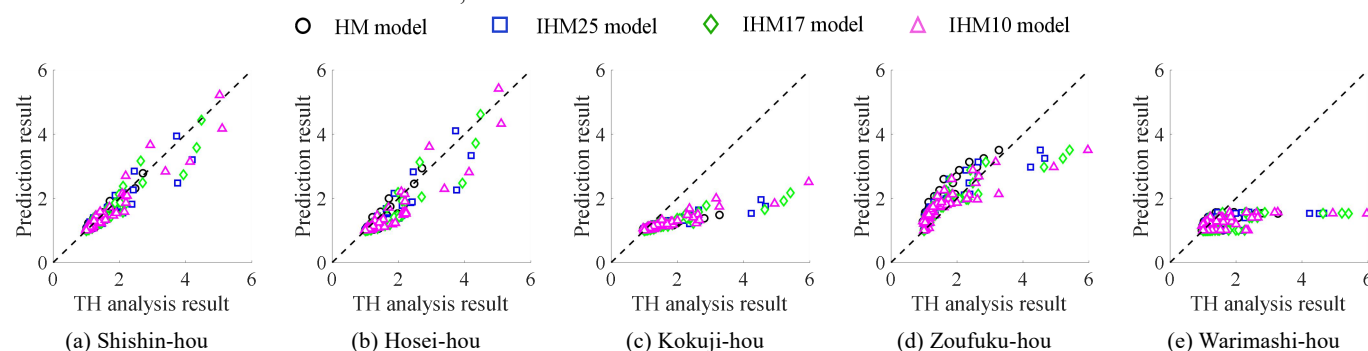 HM model IHM25 model IHM17 model IHM10 model
6 6 6 6 6
Prediction result Prediction result Prediction result Prediction result Prediction result
4 4 4 4 4
2 2 2 2 2
0 0 0 0 0
0 2 4 6 0 2 4 6 0 2 4 6 0 2 4 6 0 2 4 6
TH analysis result TH analysis result TH analysis result TH analysis result TH analysis result
(a) Shishin-hou (b) Hosei-hou (c) Kokuji-hou (d) Zoufuku-hou (e) Warimashi-hou